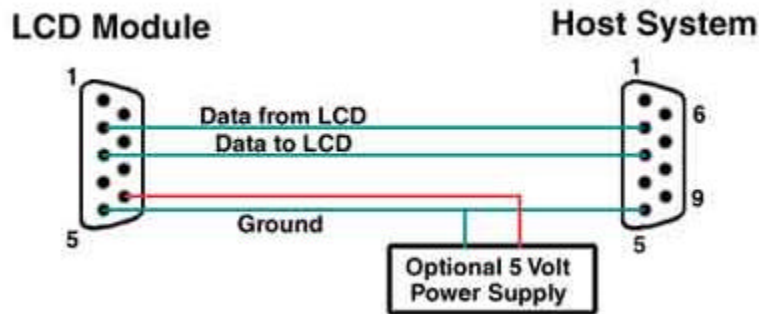 LCD Module
Host System
1
1
6
Data from LCD
Data to LCD
9
5
Ground
5
Optional 5 Volt
Power Supply